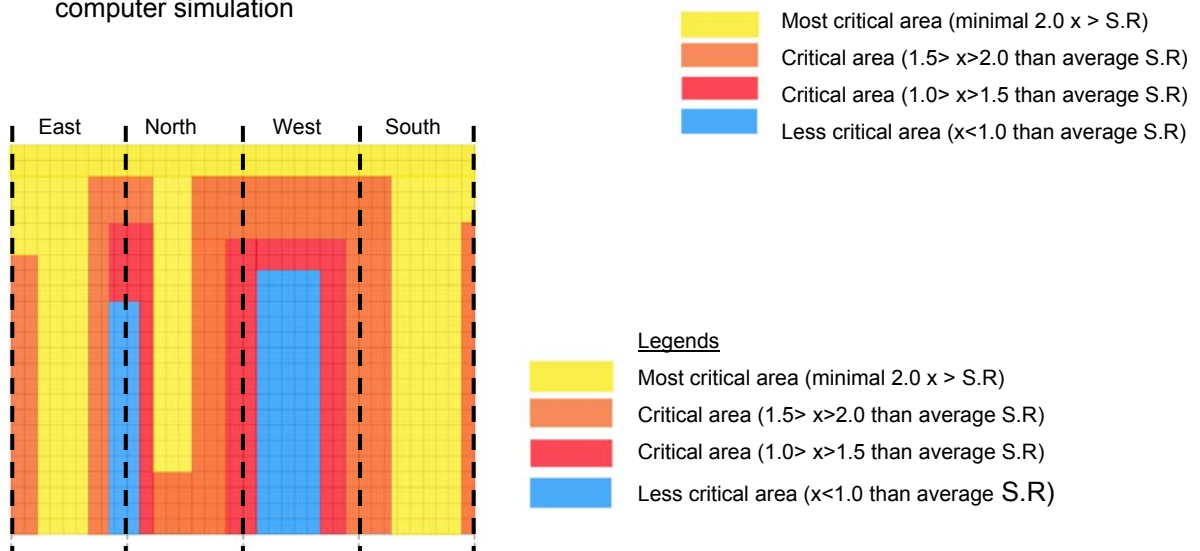 computer simulation
Most critical area (minimal 2.0 x > S.R)
Critical area (1.5> x>2.0 than average S.R)
Critical area (1.0> x>1.5 than average S.R)
Less critical area (x<1.0 than average S.R)
East North West South
Legends
Most critical area (minimal 2.0 x > S.R)
Critical area (1.5> x>2.0 than average S.R)
Critical area (1.0> x>1.5 than average S.R)
Less critical area (x<1.0 than average S.R)